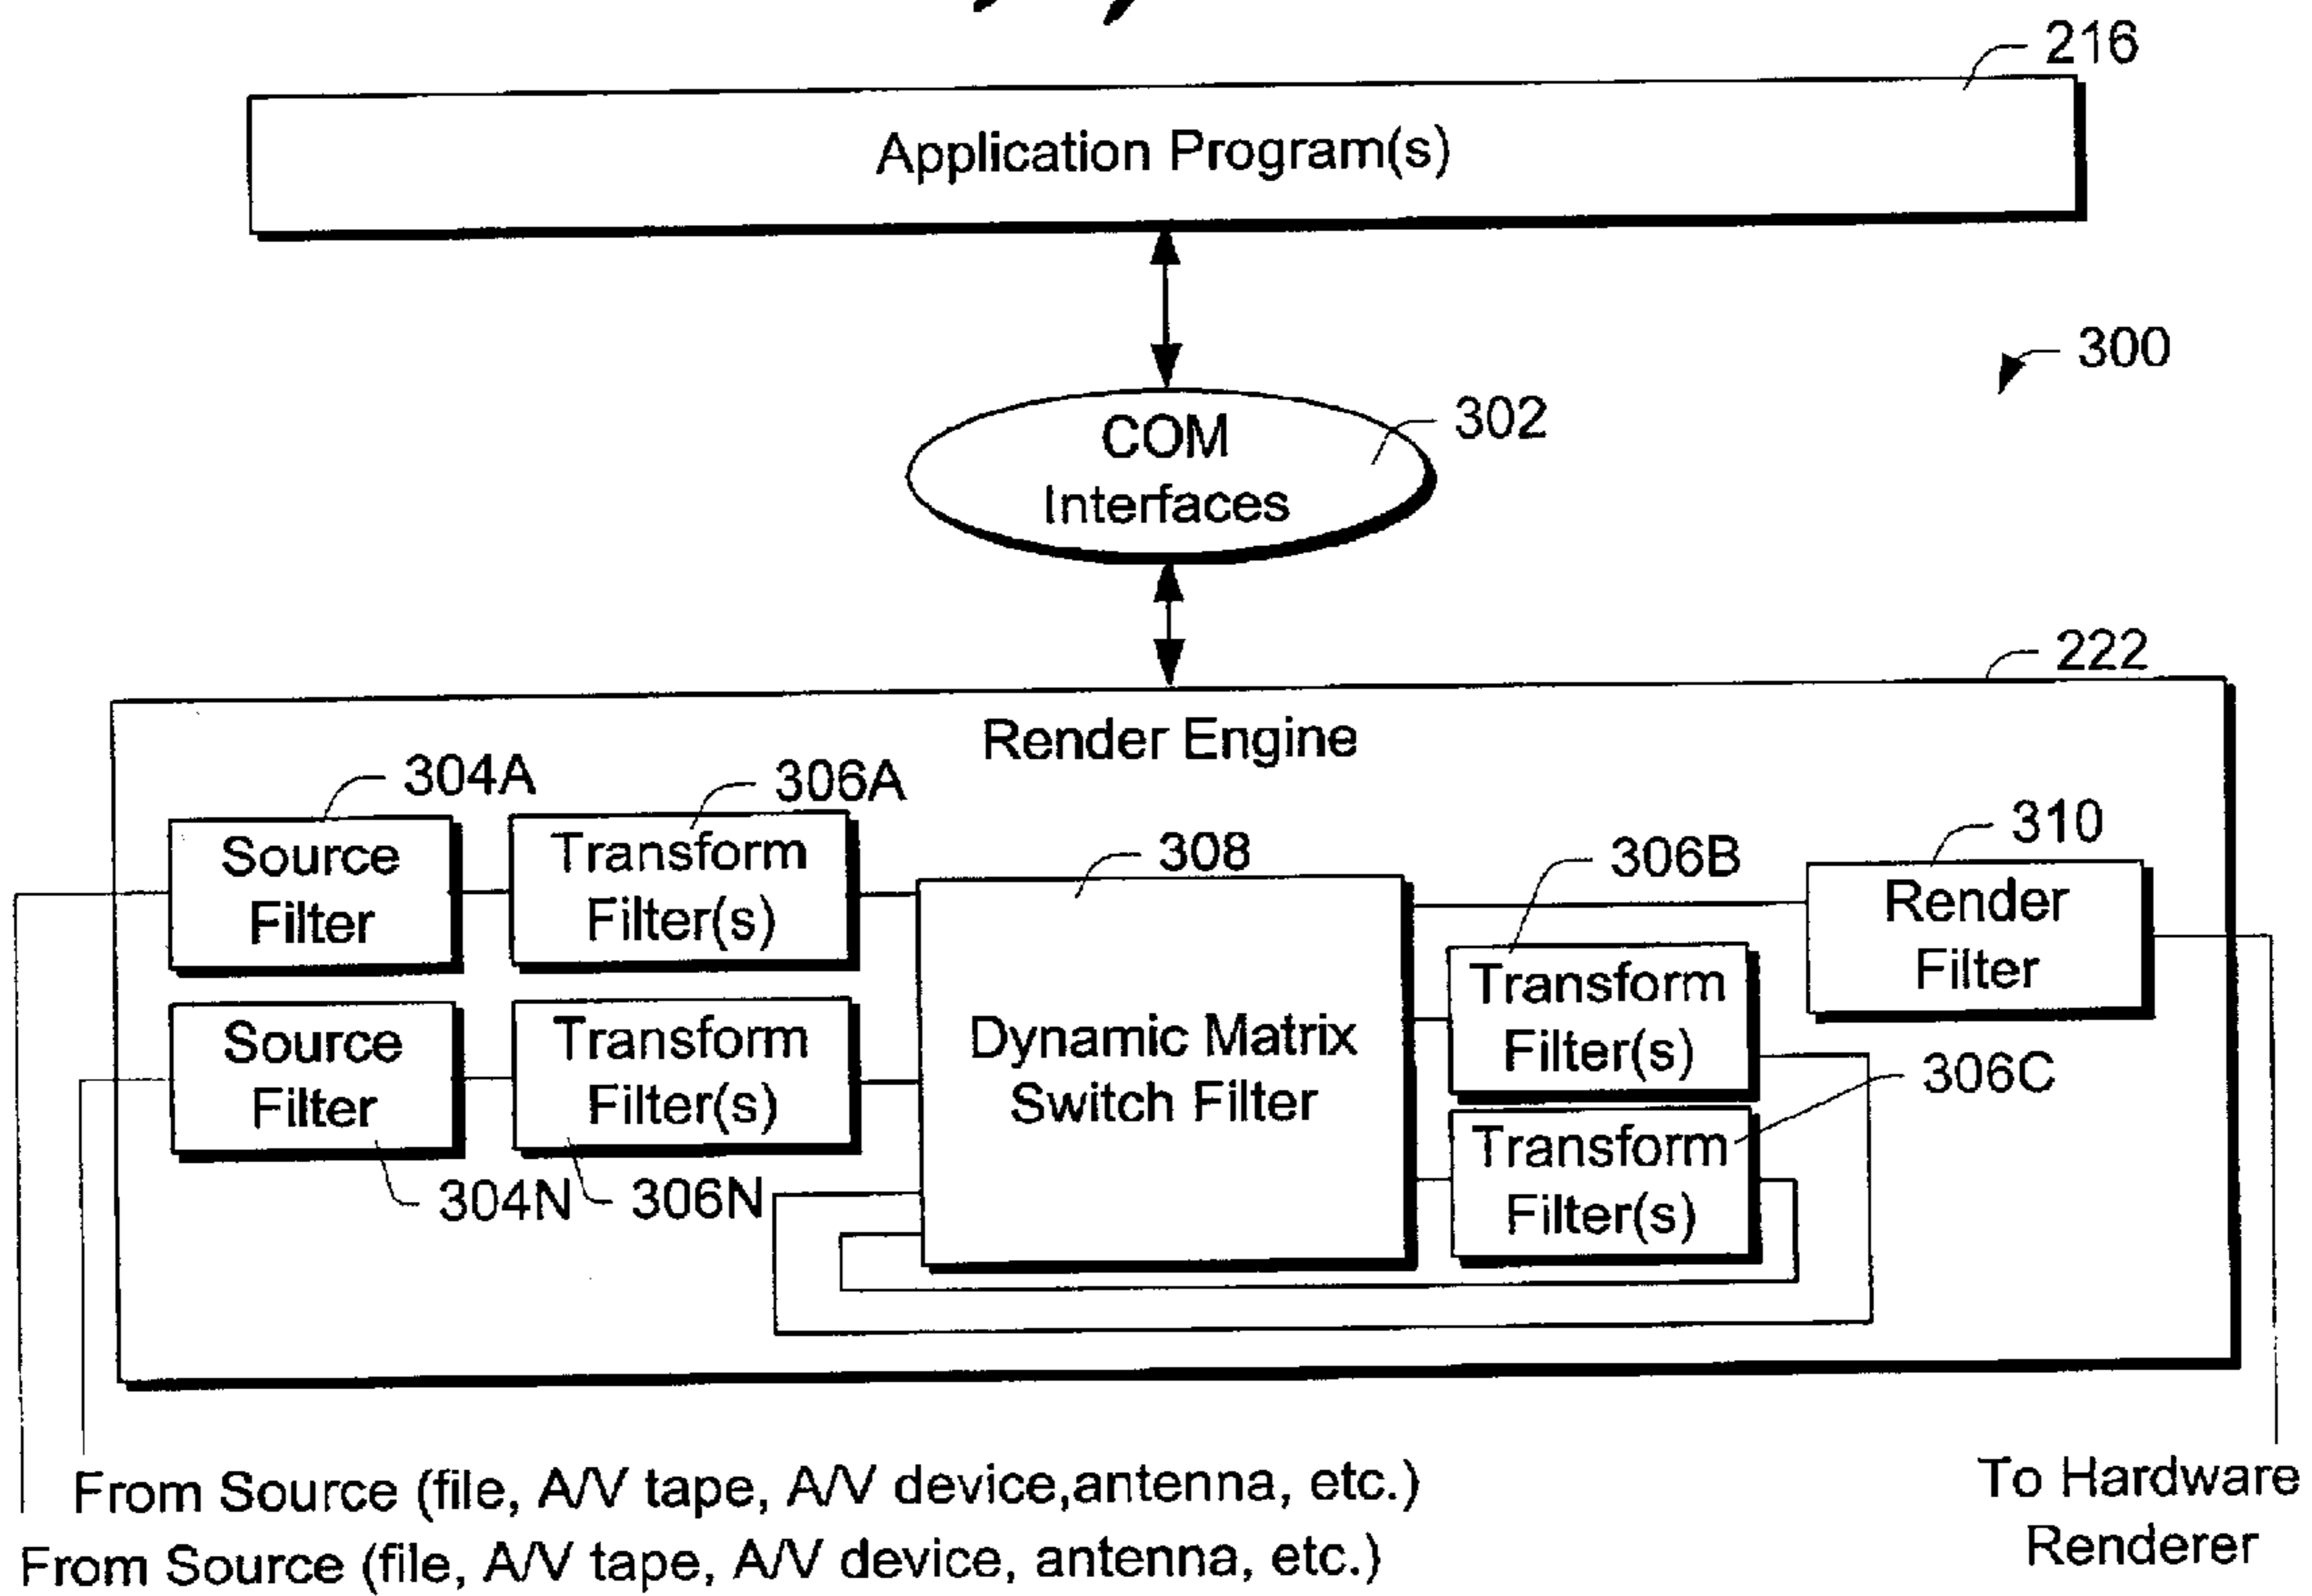 216
Application Program(s)
300
COM
Interfaces
302
222
Render Engine
304A
306A
308
306B
310
Source
Filter
Transform
Filter(s)
Render
Filter
Transform
Filter(s)
Source
Filter
Transform
Filter(s)
Dynamic Matrix
Switch Filter
306C
Transform
Filter(s)
304N
306N
From Source (file, A/V tape, A/V device,antenna, etc.)
From Source (file, A/V tape, A/V device, antenna, etc.)
To Hardware
Renderer